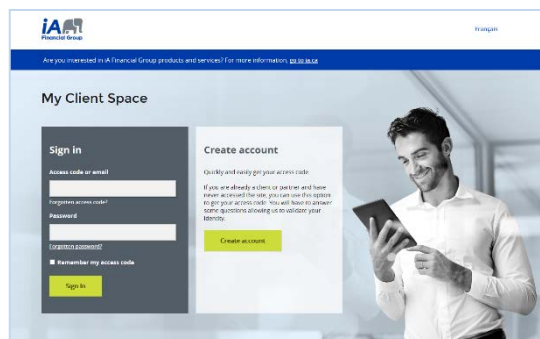 iA
Financial Group
Français
Are you interested in iA Financial Group products and services? For more information, go to ia.ca
My Client Space
Sign in
Access code or email
Forgotten access code?
Password
Forgotten password?
Remember my access code
Sign In
Create account
Quickly and easily get your access code
If you are already a client or partner and have
never accessed the site, you can use this option
to get your access code. You will have to answer
some questions allowing us to validate your
identity.
Create account